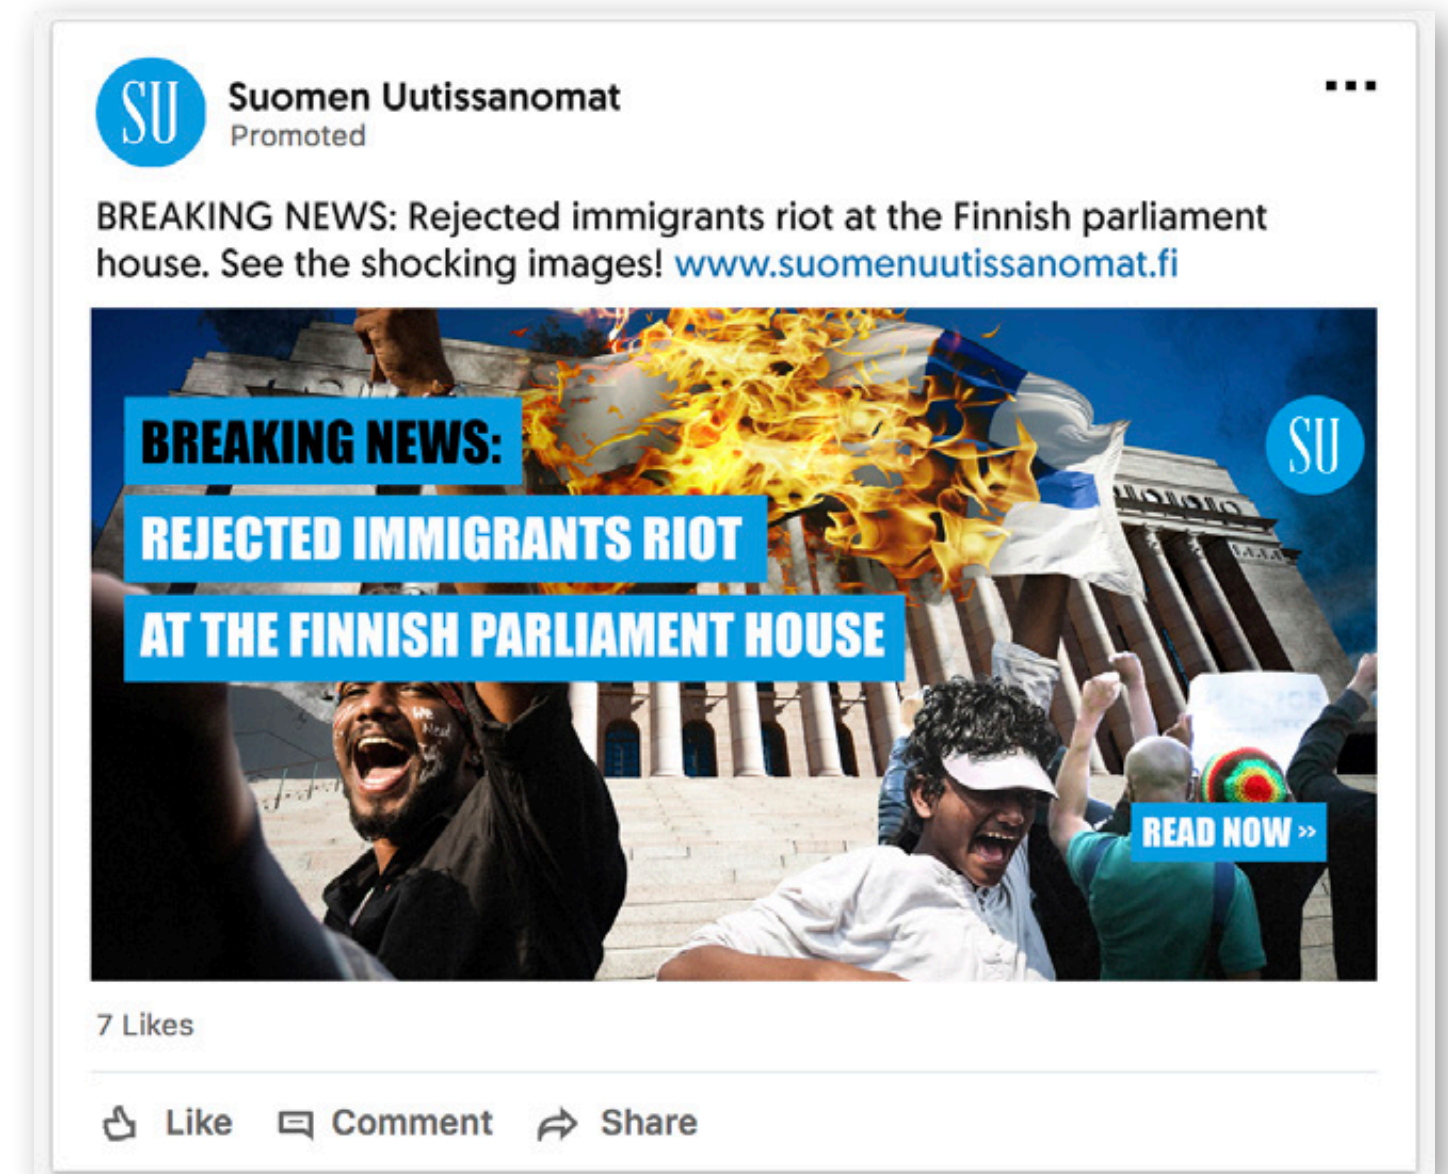 SU
Suomen Uutissanomat
Promoted
BREAKING NEWS: Rejected immigrants riot at the Finnish parliament
house. See the shocking images! www.suomenuutissanomat.fi
BREAKING NEWS:
SU
REJECTED IMMIGRANTS RIOT
AT THE FINNISH PARLIAMENT HOUSE
We
READ NOW »
7 Likes
Like Comment Share